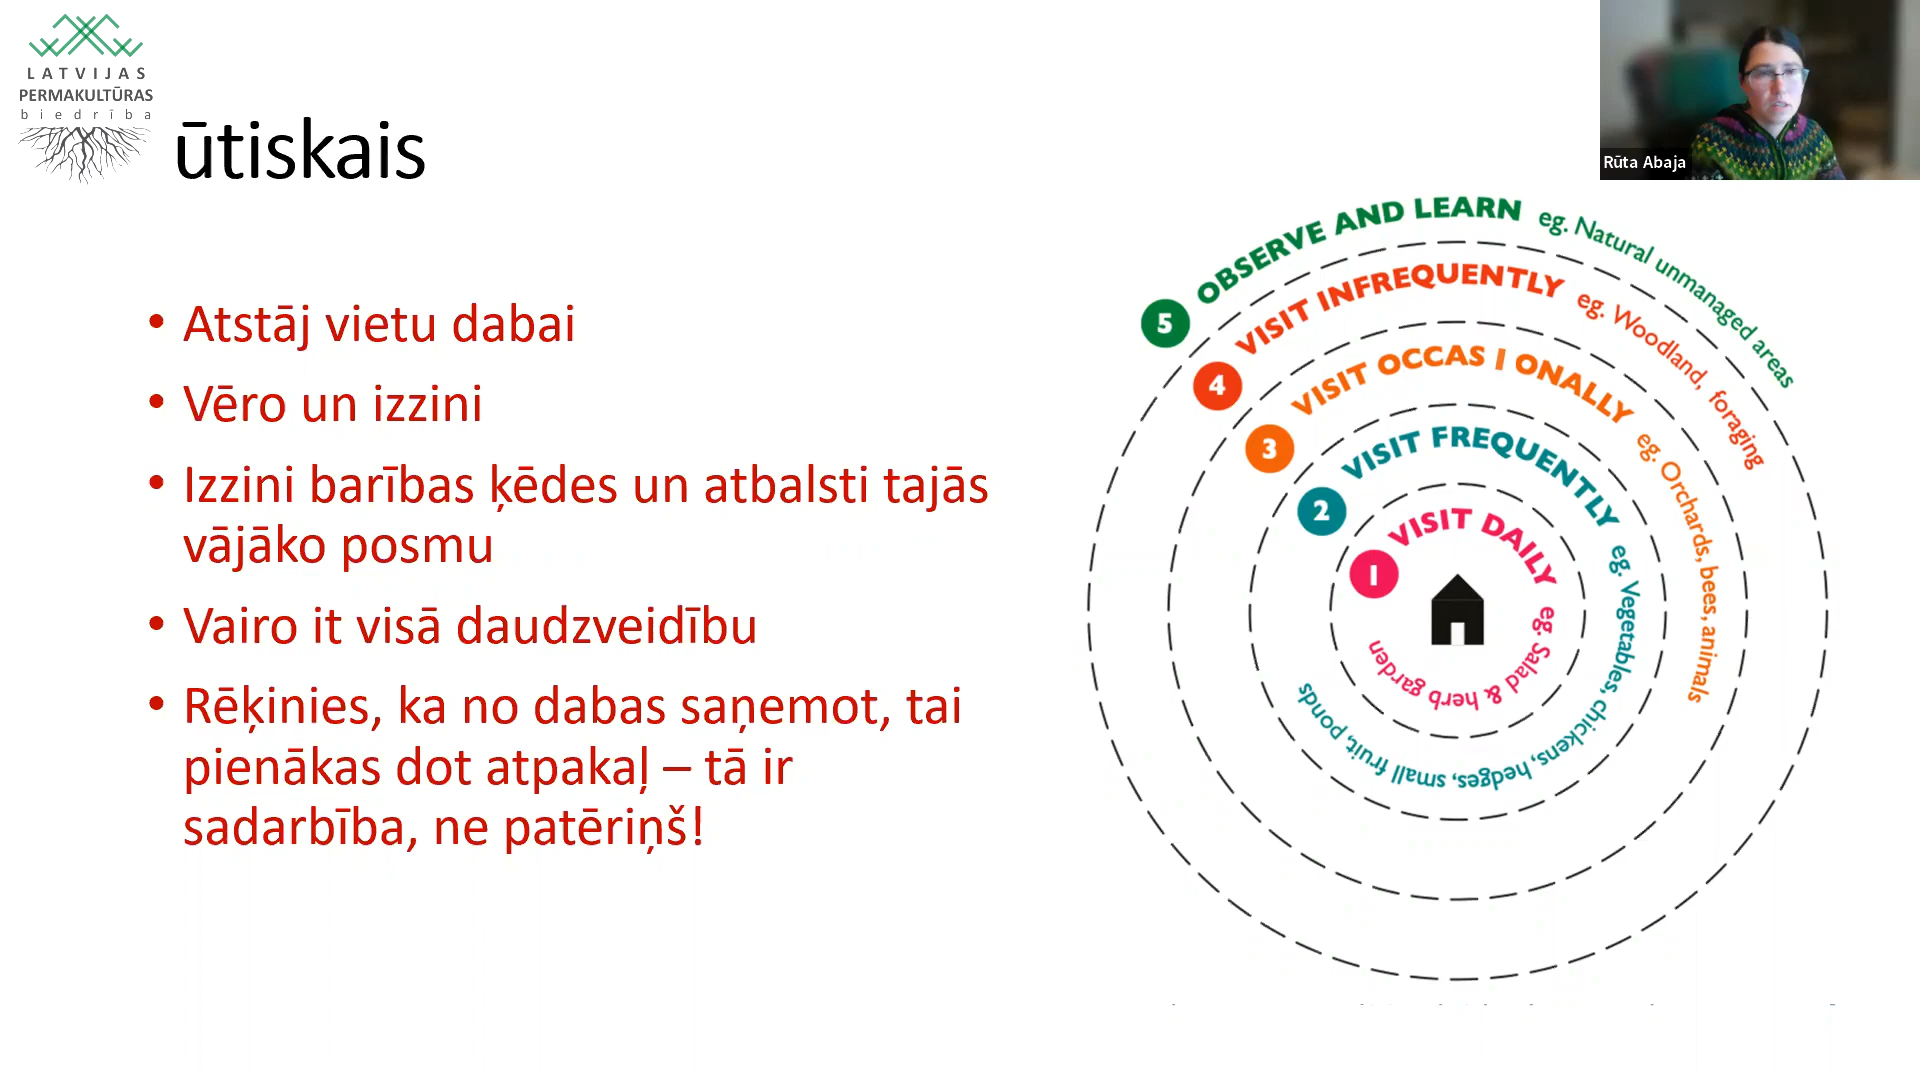 LATVIJAS
PERMAKULTŪRAS
biedrība
ūtiskais
Rūta Abaja
• Atstāj vietu dabai
• Vēro un izzini
• Izzini barības ķēdes un atbalsti tajās
vājāko posmu
• Vairo it visā daudzveidību
• Rēķinies, ka no dabas saņemot, tai
pienākas dot atpakaļ – tā ir
sadarbība, ne patēriņš!
5 OBSERVE AND LEARN eg. Natural unmanaged areas
4 VISIT INFREQUENTLY eg. Woodland, foraging
3 VISIT OCCAS I ONALLY eg. Orchards, bees, animals
2 VISIT FREQUENTLY eg. Vegetables, chickens, hedges, small fruit, ponds
1 VISIT DAILY eg. Salad & herb garden